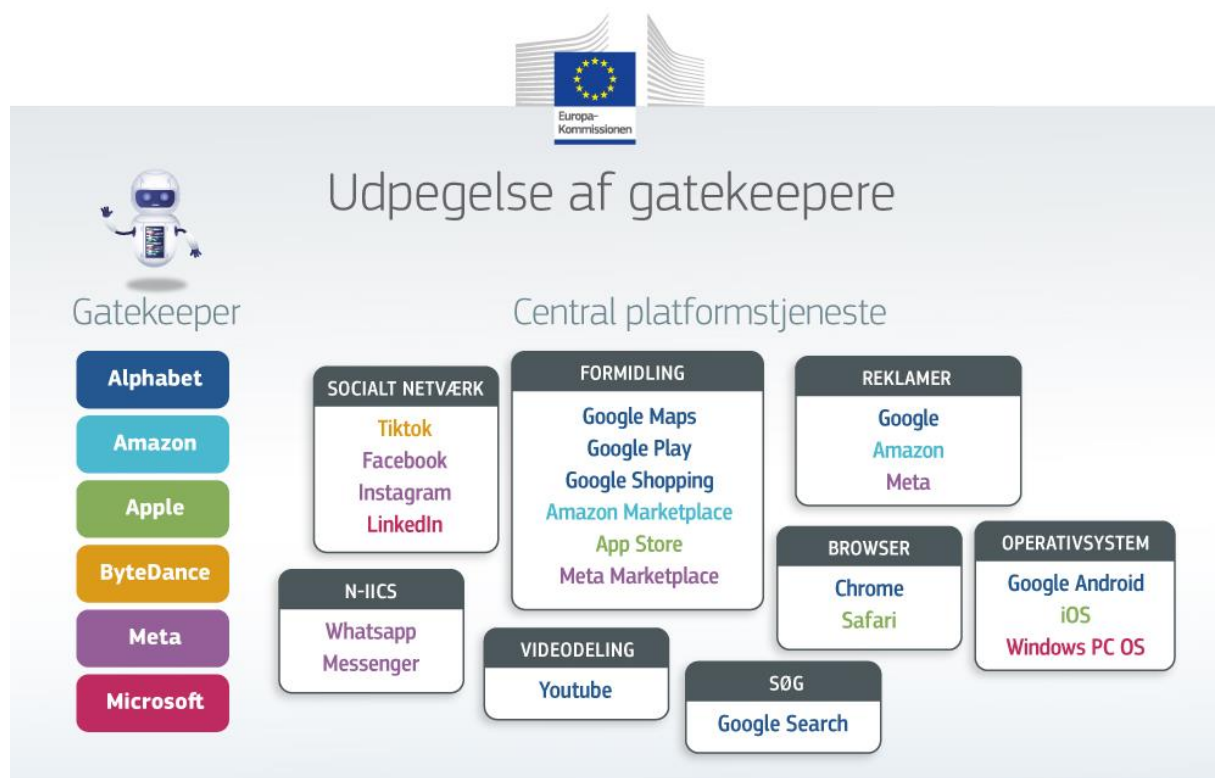 Europa-
Kommissionen
Udpegelse af gatekeepere
Gatekeeper
Alphabet
Amazon
Apple
ByteDance
Meta
Microsoft
Central platformstjeneste
SOCIALT NETVÆRK
Tiktok
Facebook
Instagram
LinkedIn
FORMIDLING
Google Maps
Google Play
Google Shopping
Amazon Marketplace
App Store
Meta Marketplace
REKLAMER
Google
Amazon
Meta
N-IICS
Whatsapp
Messenger
VIDEODELING
Youtube
BROWSER
Chrome
Safari
OPERATIVSYSTEM
Google Android
iOS
Windows PC OS
SØG
Google Search